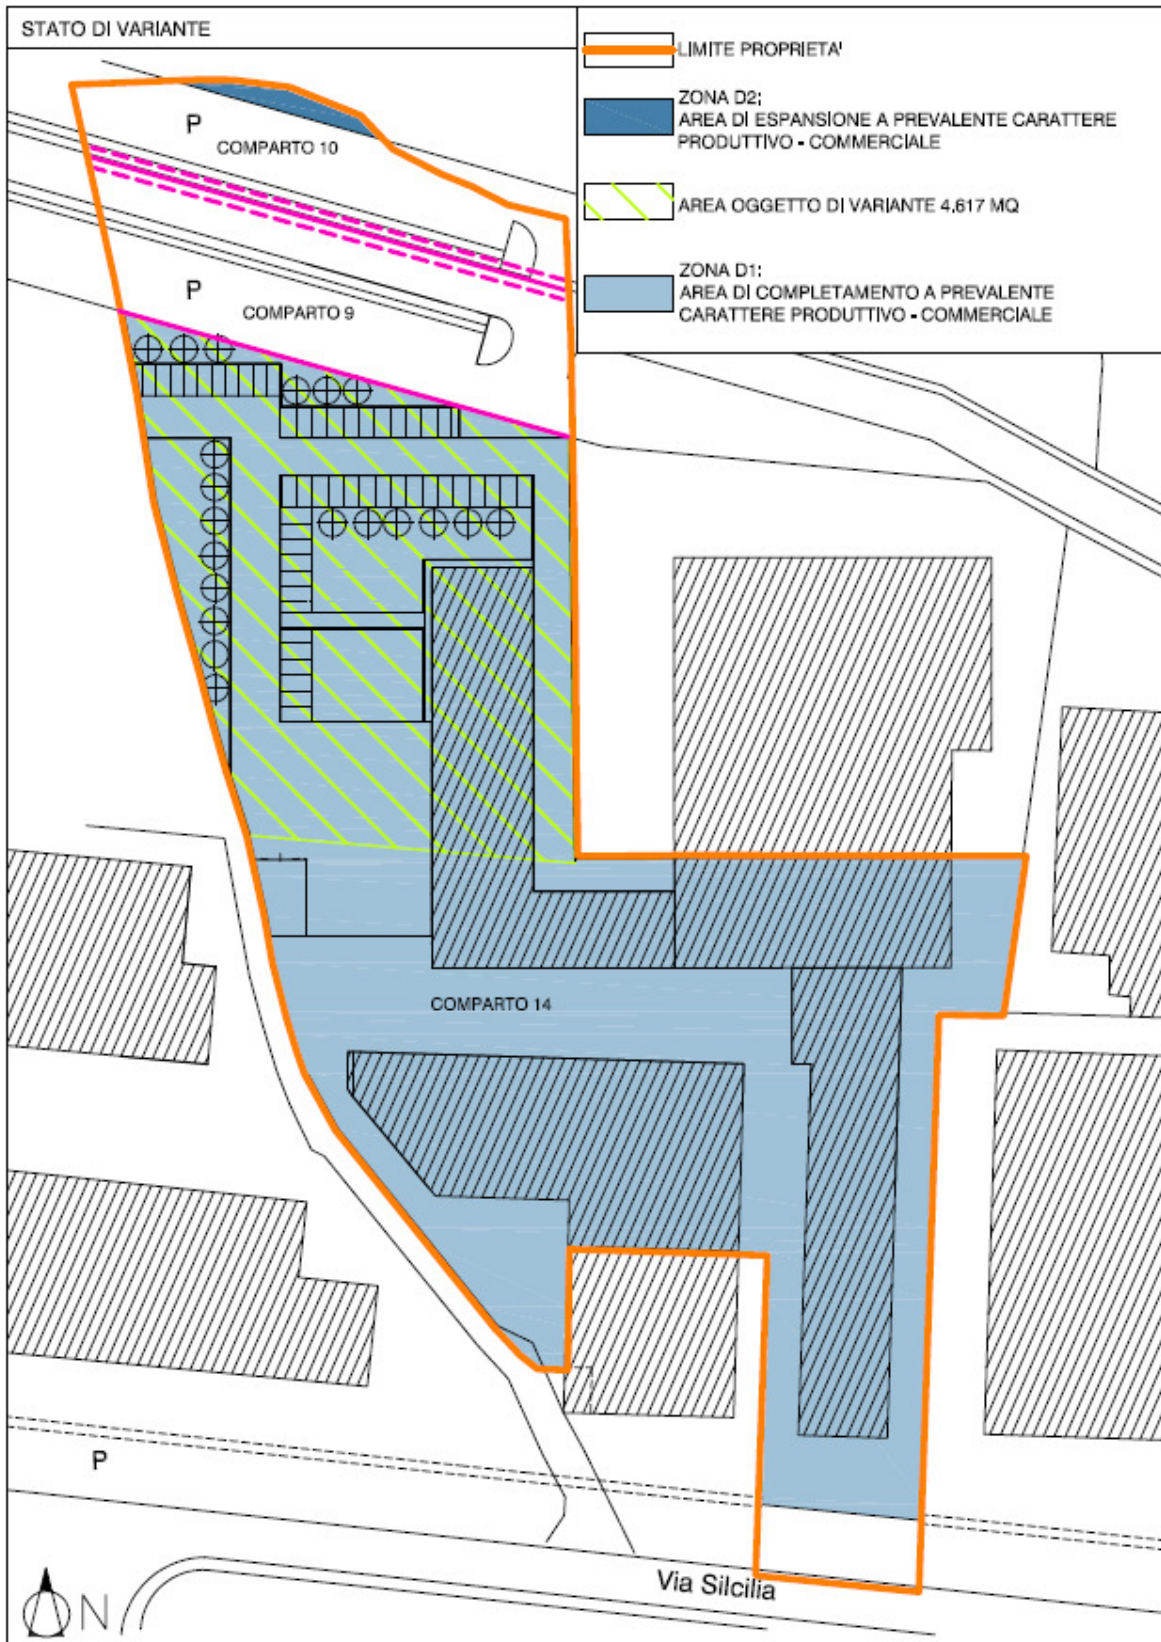 STATO DI VARIANTE
LIMITE PROPRIETA'
ZONA D2:
AREA DI ESPANSIONE A PREVALENTE CARATTERE
PRODUTTIVO - COMMERCIALE
AREA OGGETTO DI VARIANTE 4.617 MQ
ZONA D1:
AREA DI COMPLETAMENTO A PREVALENTE
CARATTERE PRODUTTIVO - COMMERCIALE
P
COMPARTO 10
P
COMPARTO 9
COMPARTO 14
P
Via Silcilia
N